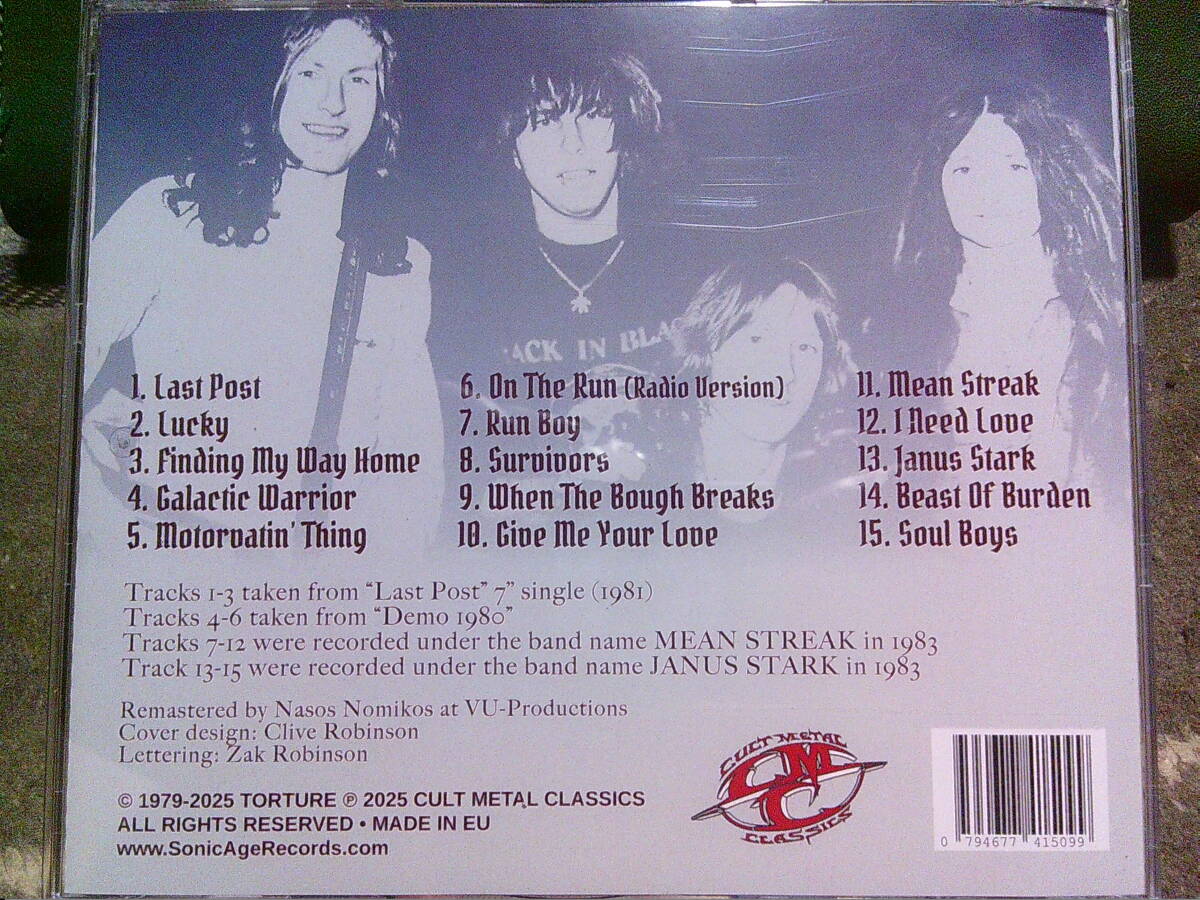 ACK IN BLA
1. Last Post
2. Lucky
3. Finding My Way Home
4. Galactic Warrior
5. Motorvatin' Thing
6. On The Run (Radio Version)
7. Run Boy
8. Survivors
9. When The Bough Breaks
10. Give Me Your Love
11. Mean Streak
12. I Need Love
13. Janus Stark
14. Beast Of Burden
15. Soul Boys
Tracks 1-3 taken from “Last Post” 7” single (1981)
Tracks 4-6 taken from “Demo 1980”
Tracks 7-12 were recorded under the band name MEAN STREAK in 1983
Track 13-15 were recorded under the band name JANUS STARK in 1983
Remastered by Nasos Nomikos at VU-Productions
Cover design: Clive Robinson
Lettering: Zak Robinson
© 1979-2025 TORTURE ℗ 2025 CULT METAL CLASSICS
ALL RIGHTS RESERVED • MADE IN EU
www.SonicAgeRecords.com
CULT METAL
CMC
CLASSICS
0 794677 415099